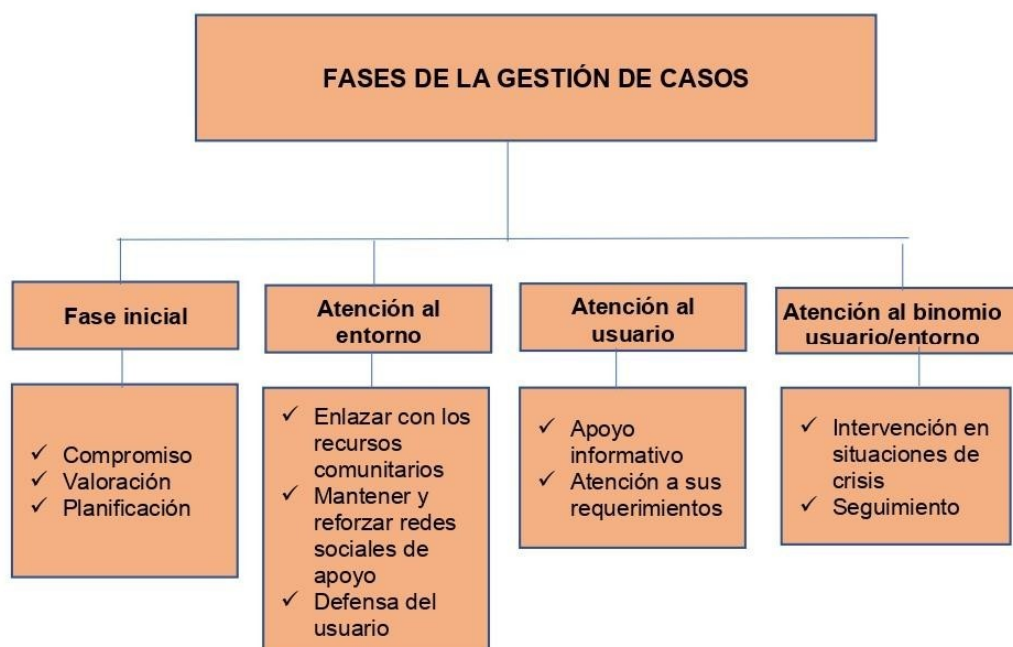 FASES DE LA GESTIÓN DE CASOS
Fase inicial
✓ Compromiso
✓ Valoración
✓ Planificación
Atención al
entorno
✓ Enlazar con los
recursos
comunitarios
✓ Mantener y
reforzar redes
sociales de
apoyo
✓ Defensa del
usuario
Atención al
usuario
✓ Apoyo
informativo
✓ Atención a sus
requerimientos
Atención al binomio
usuario/entorno
✓ Intervención en
situaciones de
crisis
✓ Seguimiento